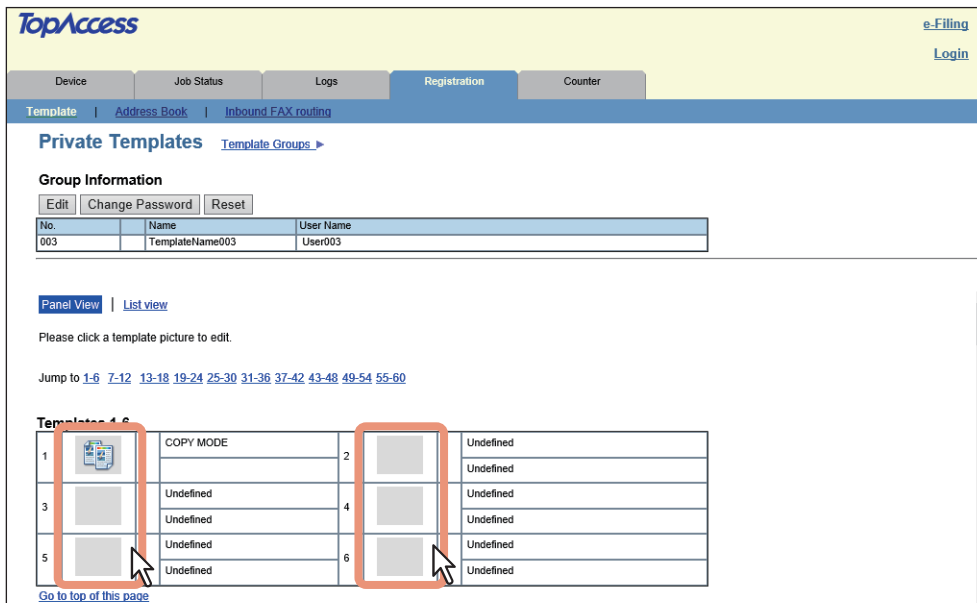 TopAccess
e-Filing
Login
Device Job Status Logs Registration Counter
Template | Address Book | Inbound FAX routing
Private Templates Template Groups ▶
Group Information
Edit Change Password Reset
No. Name User Name
003 TemplateName003 User003
Panel View | List view
Please click a template picture to edit.
Jump to 1-6 7-12 13-18 19-24 25-30 31-36 37-42 43-48 49-54 55-60
Templates 1-6
1 COPY MODE 2 Undefined
Undefined
3 Undefined 4 Undefined
Undefined Undefined
5 Undefined 6 Undefined
Undefined Undefined
Go to top of this page